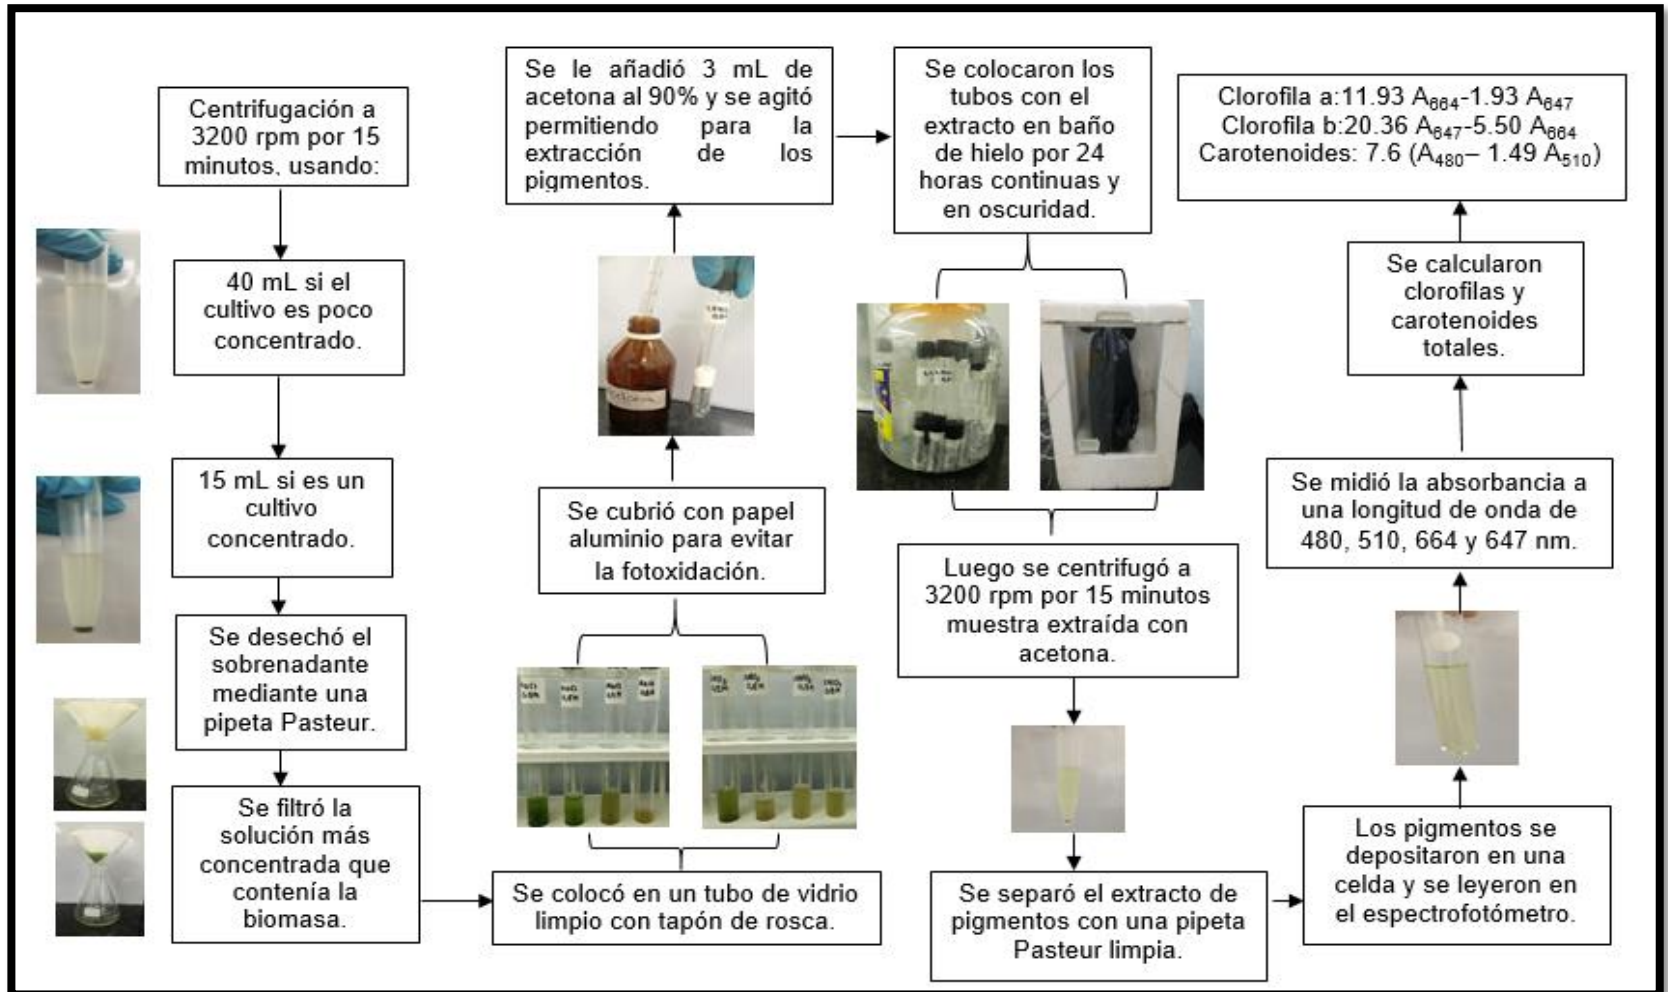 Centrifugación a
3200 rpm por 15
minutos, usando:
40 mL si el
cultivo es poco
concentrado.
15 mL si es un
cultivo
concentrado.
Se desechó el
sobrenadante
mediante una
pipeta Pasteur.
Se filtró la
solución más
concentrada que
contenía la
biomasa.
Se colocó en un tubo de vidrio
limpio con tapón de rosca.
Se cubrió con papel
aluminio para evitar
la fotoxidación.
Se le añadió 3 mL de
acetona al 90% y se agitó
permitiendo para la
extracción de los
pigmentos.
Se colocaron los
tubos con el
extracto en baño
de hielo por 24
horas continuas y
en oscuridad.
Luego se centrifugó a
3200 rpm por 15 minutos
muestra extraída con
acetona.
Se separó el extracto de
pigmentos con una pipeta
Pasteur limpia.
Los pigmentos se
depositaron en una
celda y se leyeron en
el espectrofotómetro.
Se midió la absorbancia a
una longitud de onda de
480, 510, 664 y 647 nm.
Se calcularon
clorofilas y
carotenoides
totales.
Clorofila a:11.93 A664-1.93 A647
Clorofila b:20.36 A647-5.50 A664
Carotenoides: 7.6 (A480– 1.49 A510)